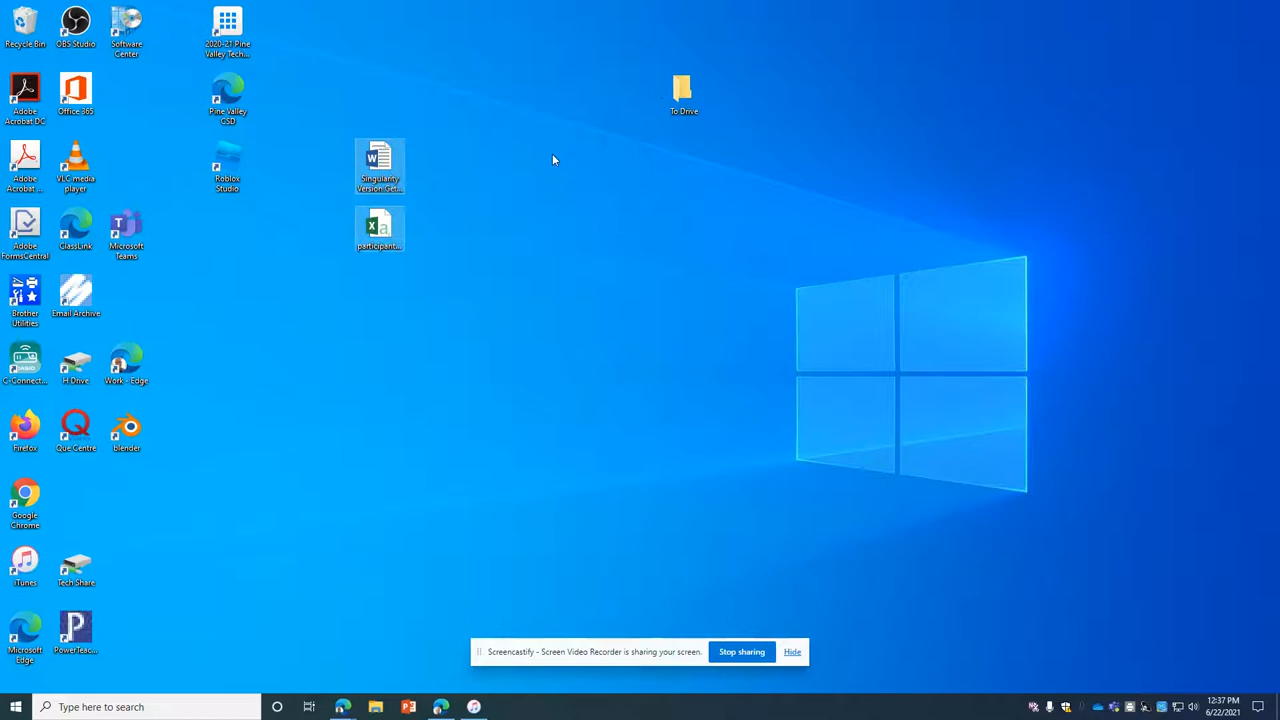 Recycle Bin
OBS Studio
Software
Center
2020-21 Pine
Valley Tech...
Adobe
Acrobat DC
Office 365
Pine Valley
CSD
To Drive
Adobe
Acrobat ...
VLC media
player
Roblox
Studio
Singularity
Version Get...
Adobe
FormsCentral
ClassLink
Microsoft
Teams
participant...
Brother
Utilities
Email Archive
C-Connect...
H Drive
Work - Edge
Firefox
Que Centre
blender
Google
Chrome
iTunes
Tech Share
Microsoft
Edge
PowerTeac...
Screencastify - Screen Video Recorder is sharing your screen.
Stop sharing
Hide
Type here to search
12:37 PM
6/22/2021